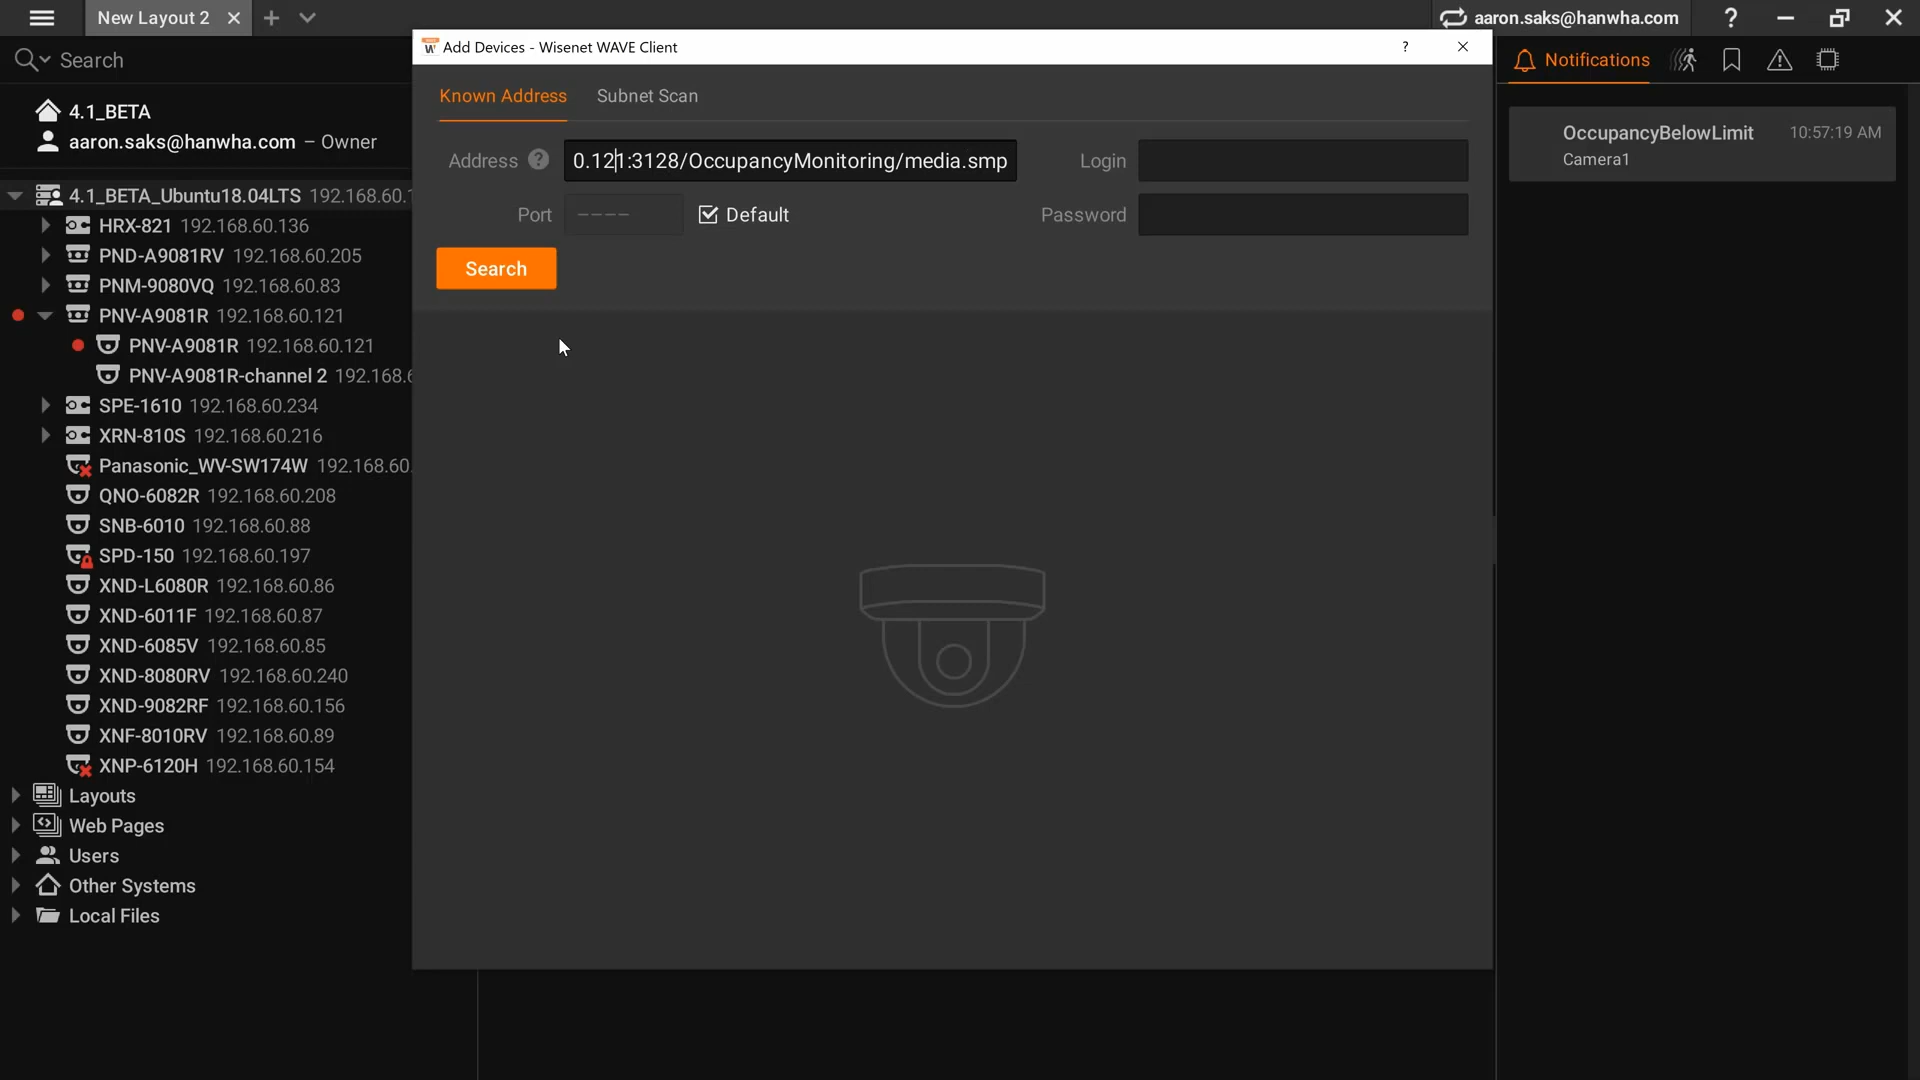 New Layout 2
aaron.saks@hanwha.com
?
Search
4.1_BETA
aaron.saks@hanwha.com – Owner
4.1_BETA_Ubuntu18.04LTS 192.168.60.1
HRX-821 192.168.60.136
PND-A9081RV 192.168.60.205
PNM-9080VQ 192.168.60.83
PNV-A9081R 192.168.60.121
PNV-A9081R 192.168.60.121
PNV-A9081R-channel 2 192.168.6
SPE-1610 192.168.60.234
XRN-810S 192.168.60.216
Panasonic_WV-SW174W 192.168.60.
QNO-6082R 192.168.60.208
SNB-6010 192.168.60.88
SPD-150 192.168.60.197
XND-L6080R 192.168.60.86
XND-6011F 192.168.60.87
XND-6085V 192.168.60.85
XND-8080RV 192.168.60.240
XND-9082RF 192.168.60.156
XNF-8010RV 192.168.60.89
XNP-6120H 192.168.60.154
Layouts
Web Pages
Users
Other Systems
Local Files
W Add Devices - Wisenet WAVE Client ?
Known Address Subnet Scan
Address ? 0.121:3128/OccupancyMonitoring/media.smp Login
Port ---- Default Password
Search
Notifications
OccupancyBelowLimit 10:57:19 AM
Camera1